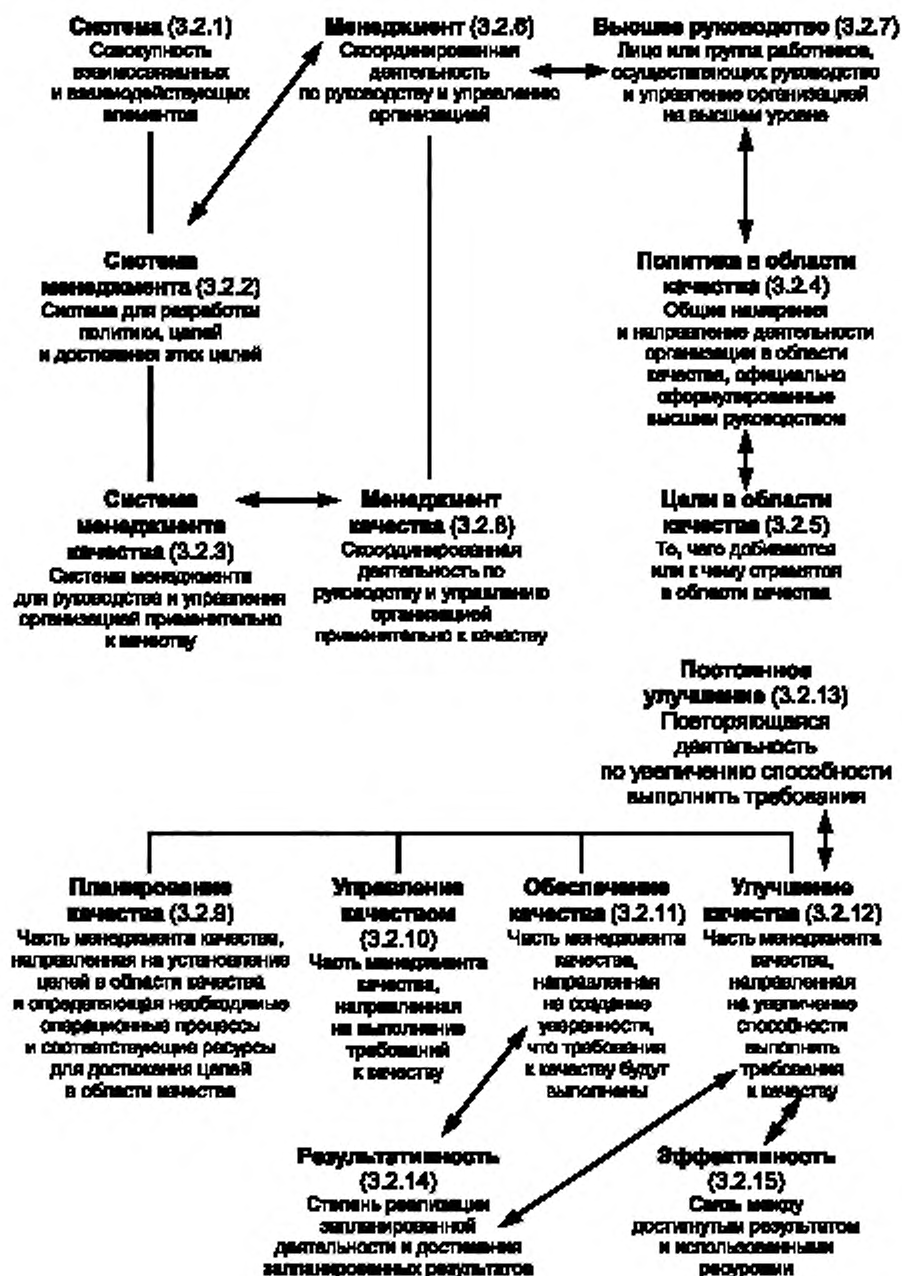 Система (3.2.1)
Совокупность
взаимосвязанных
и взаимодействующих
элементов
Менеджмент (3.2.6)
Скоординированная
деятельность
по руководству и управлению
организацией
Высшее руководство (3.2.7)
Лицо или группа работников,
осуществляющих руководство
и управление организацией
на высшем уровне
Система
менеджмента (3.2.2)
Система для разработки
политики, целей
и достижения этих целей
Политика в области
качества (3.2.4)
Общие намерения
и направление деятельности
организации в области
качества, официально
сформулированные
высшим руководством
Система
менеджмента
качества (3.2.3)
Система менеджмента
для руководства и управления
организацией применительно
к качеству
Менеджмент
качества (3.2.8)
Скоординированная
деятельность по
руководству и управлению
организацией
применительно к качеству
Цели в области
качества (3.2.5)
То, чего добиваются
или к чему стремятся
в области качества
Постоянное
улучшение (3.2.13)
Повторяющаяся
деятельность
по увеличению способности
выполнить требования
Планирование
качества (3.2.9)
Часть менеджмента качества,
направленная на установление
целей в области качества
и определяющая необходимые
операционные процессы
и соответствующие ресурсы
для достижения целей
в области качества
Управление
качеством
(3.2.10)
Часть менеджмента
качества,
направленная
на выполнение
требований
к качеству
Обеспечение
качества (3.2.11)
Часть менеджмента
качества,
направленная
на создание
уверенности,
что требования
к качеству будут
выполнены
Улучшение
качества (3.2.12)
Часть менеджмента
качества,
направленная
на увеличение
способности
выполнить
требования
к качеству
Результативность
(3.2.14)
Степень реализации
запланированной
деятельности и достижения
запланированных результатов
Эффективность
(3.2.15)
Связь между
достигнутым результатом
и использованными
ресурсами